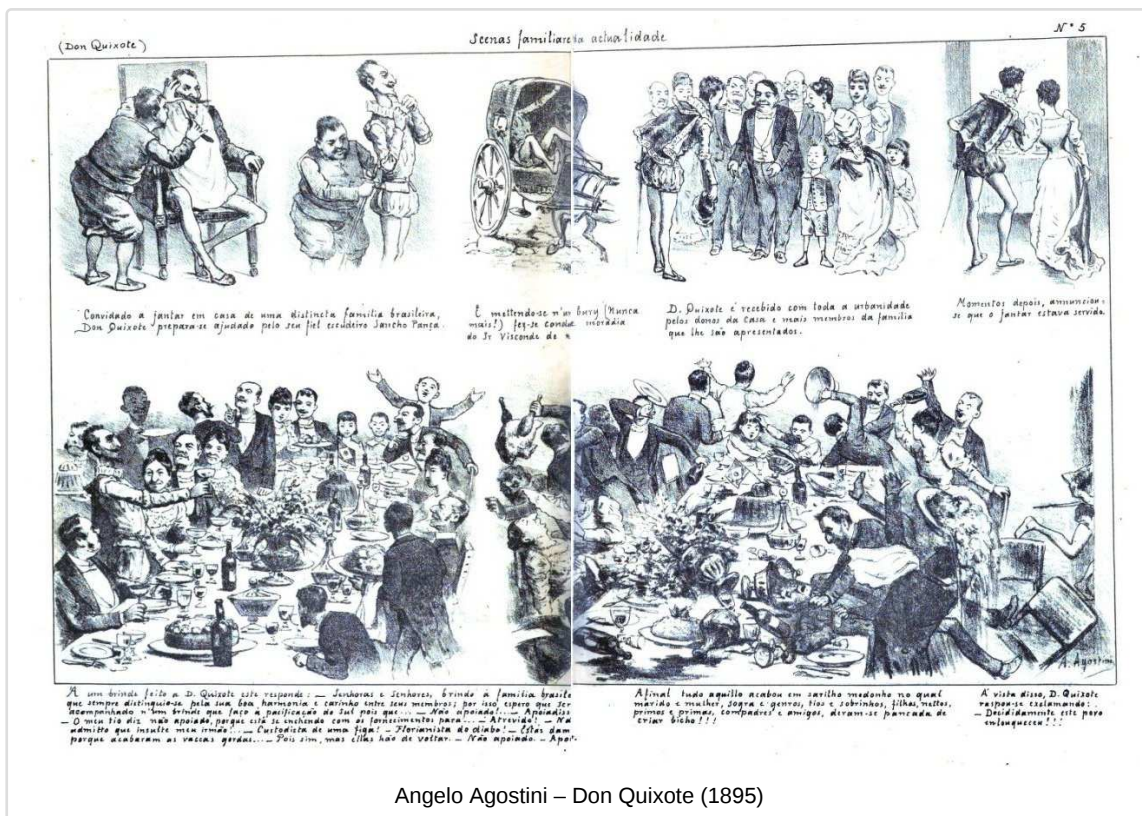 (Don Quixote)
Scenas familiares da actualidade
Nº 5
Convidado a jantar em casa de uma distincta familia brasileira,
Don Quixote prepara-se ajudado pelo seu fiel escudeiro Sancho Pança.
E mettendo-se n'um bury (Nunca
mais!) fez-se conduz morddia
do Sr Visconde de
D. Quixote é recebido com toda a urbanidade
pelos donos da casa e mais membros da familia
que lhe são apresentados.
Momentos depois, annunciou-
se que o jantar estava servido.
A um brinde feito a D. Quixote este responde: — Senhoras e Senhores, brindo á familia brasile
que sempre distinguio-se pela sua boa harmonia e carinho entre seus membros; por isso espero que ser
acompanhado n'um brinde que faço á pacificação do Sul pois que... — Não apoiado!... — Apoiadiss
— O meu tio diz não apoiado, porque está se enchendo com os fornecimentos para... — Atrevido! — Nã
admitto que insulte meu irmão!... — Custodista de uma figa! — Florianista do diabo! — Estas dam
porque acabaram as vaccas gordas... — Pois sim, mas ellas hão de voltar. — Não apoiado. — Apoi
Afinal tudo aquillo acabou em sarilho medonho no qual
marido e mulher, sogra e genros, tios e sobrinhos, filhos, nettos,
primos e primas, compadres e amigos, deram-se pancada de
criar bicho!!!
A' vista disso, D. Quixote
raspou-se exclamando:
— Decididamente este povo
enlouqueceu!!!
A. Agostini
Angelo Agostini – Don Quixote (1895)